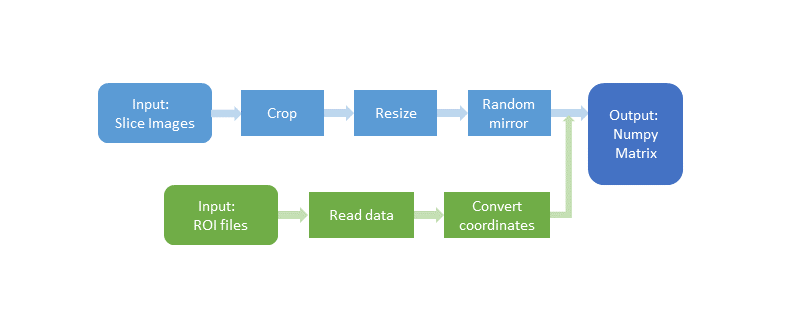 Input:
Slice Images
Crop
Resize
Random
mirror
Output:
Numpy
Matrix
Input:
ROI files
Read data
Convert
coordinates